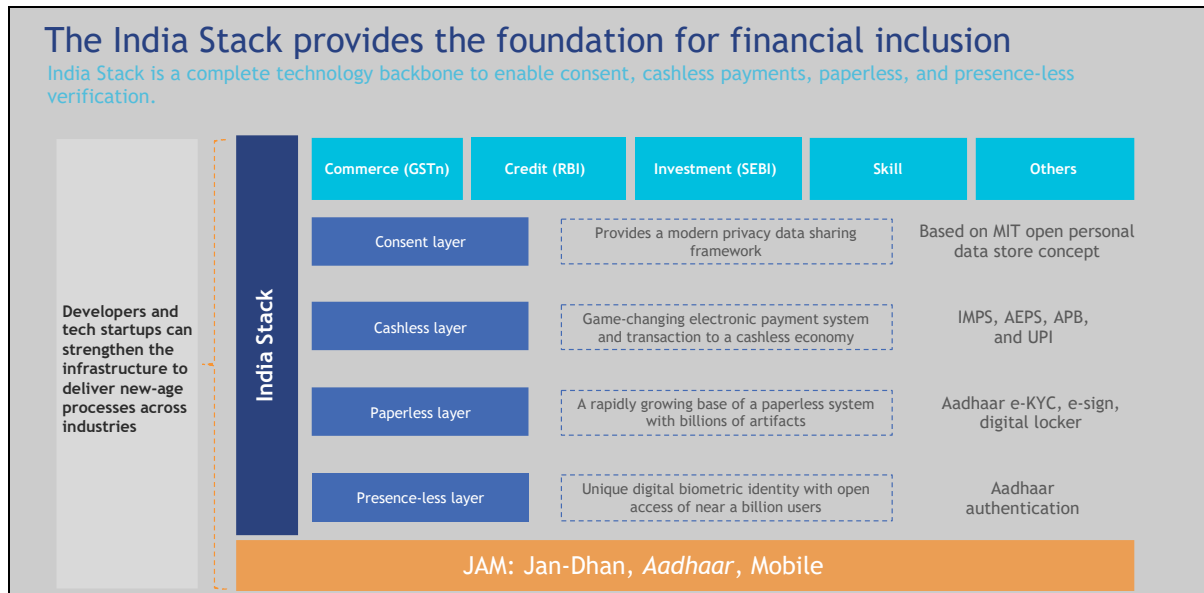 The India Stack provides the foundation for financial inclusion
India Stack is a complete technology backbone to enable consent, cashless payments, paperless, and presence-less
verification.
Developers and
tech startups can
strengthen the
infrastructure to
deliver new-age
processes across
industries
India Stack
Commerce (GSTn)
Credit (RBI)
Investment (SEBI)
Skill
Others
Consent layer
Provides a modern privacy data sharing
framework
Based on MIT open personal
data store concept
Cashless layer
Game-changing electronic payment system
and transaction to a cashless economy
IMPS, AEPS, APB,
and UPI
Paperless layer
A rapidly growing base of a paperless system
with billions of artifacts
Aadhaar e-KYC, e-sign,
digital locker
Presence-less layer
Unique digital biometric identity with open
access of near a billion users
Aadhaar
authentication
JAM: Jan-Dhan, Aadhaar, Mobile